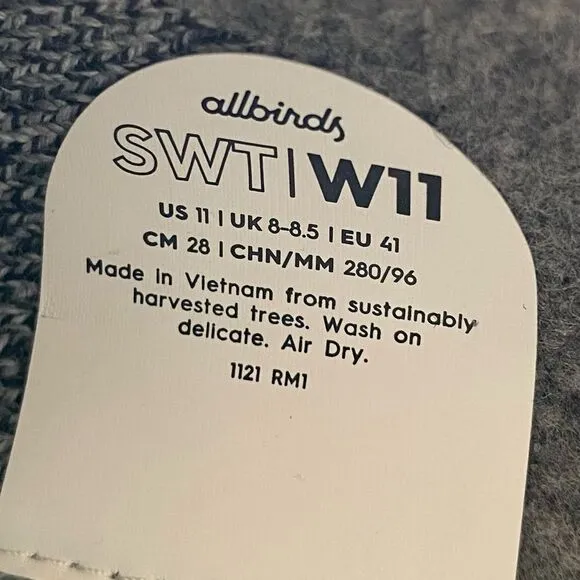 allbirds
SWT|W11
US 11 | UK 8-8.5 | EU 41
CM 28 | CHN/MM 280/96
Made in Vietnam from sustainably
harvested trees. Wash on
delicate. Air Dry.
1121 RM1